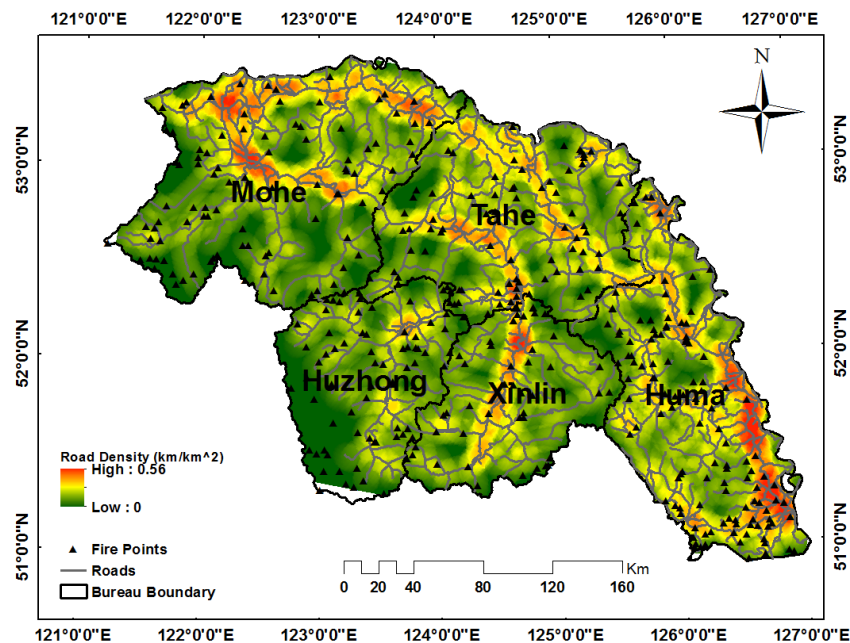 121°0'0"E 122°0'0"E 123°0'0"E 124°0'0"E 125°0'0"E 126°0'0"E 127°0'0"E
N
53°0'0"N
53°0'0"N
Mohe
Tahe
52°0'0"N
52°0'0"N
Huzhong
Xinlin
Huma
Road Density (km/km^2)
High : 0.56
Low : 0
51°0'0"N
51°0'0"N
Fire Points
Roads
Bureau Boundary
Km
0 20 40 80 120 160
121°0'0"E 122°0'0"E 123°0'0"E 124°0'0"E 125°0'0"E 126°0'0"E 127°0'0"E